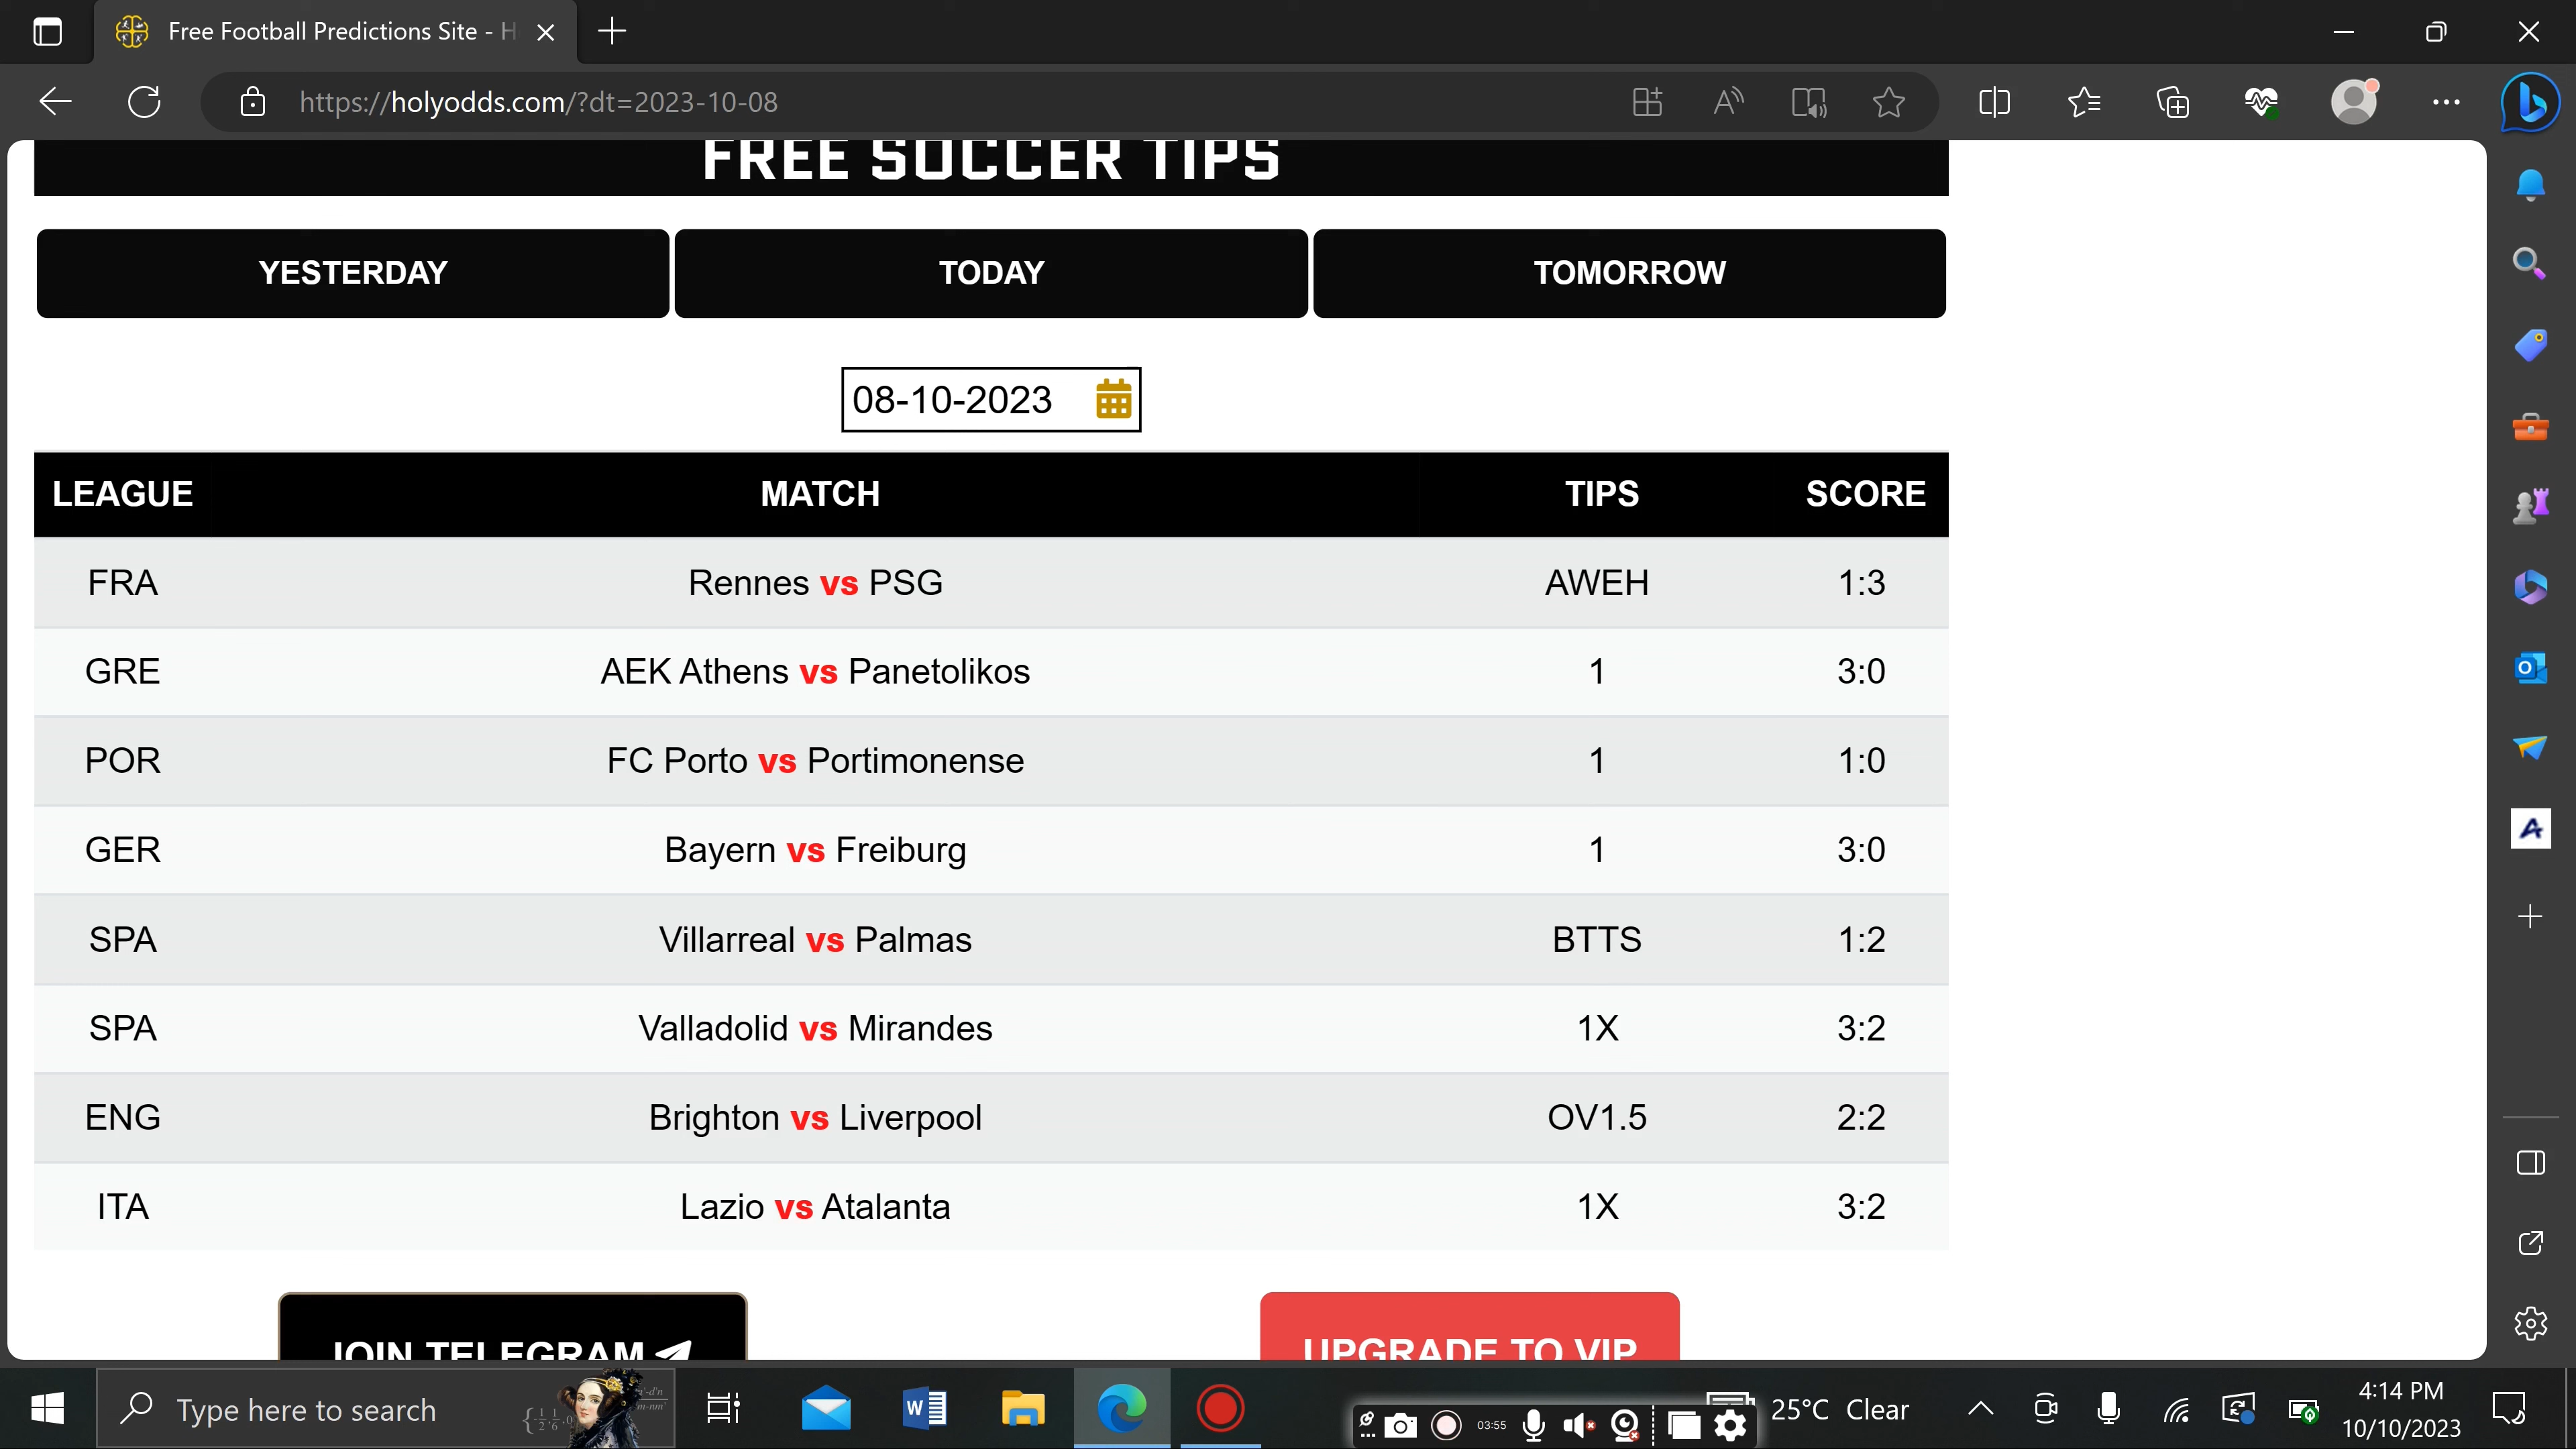 Free Football Predictions Site - H
https://holyodds.com/?dt=2023-10-08
FREE SOCCER TIPS
YESTERDAY TODAY TOMORROW
08-10-2023
LEAGUE MATCH TIPS SCORE
FRA Rennes vs PSG AWEH 1:3
GRE AEK Athens vs Panetolikos 1 3:0
POR FC Porto vs Portimonense 1 1:0
GER Bayern vs Freiburg 1 3:0
SPA Villarreal vs Palmas BTTS 1:2
SPA Valladolid vs Mirandes 1X 3:2
ENG Brighton vs Liverpool OV1.5 2:2
ITA Lazio vs Atalanta 1X 3:2
JOIN TELEGRAM UPGRADE TO VIP
Type here to search
03:55
25°C Clear
4:14 PM
10/10/2023